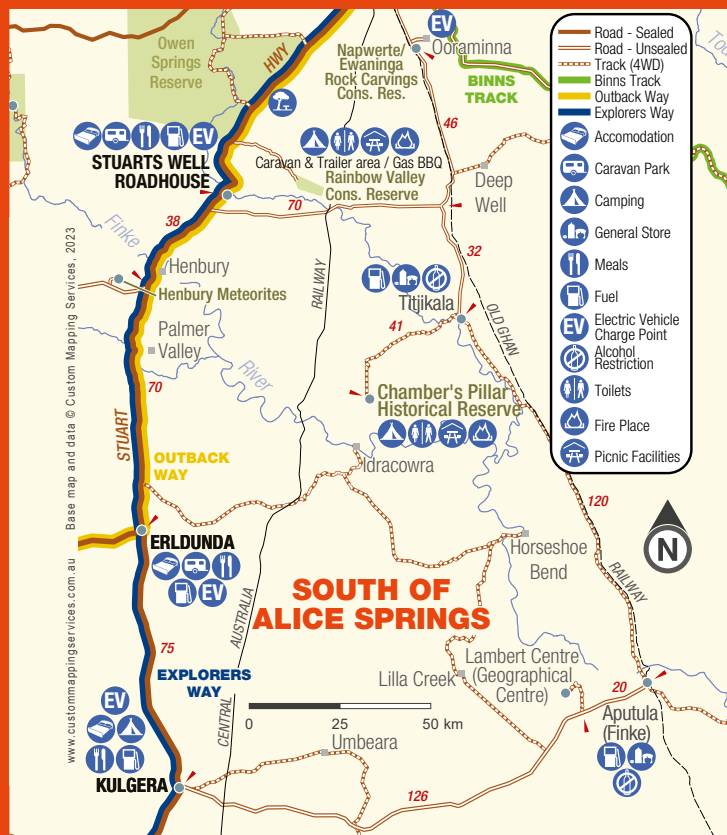 Owen
Springs
Reserve
HWY
Napwerte/
Ewaninga
Rock Carvings
Cons. Res.
EV
Ooraminna
BINNS
TRACK
46
EV
STUARTS WELL
ROADHOUSE
Caravan & Trailer area / Gas BBQ
Rainbow Valley
Cons. Reserve
70
Deep
Well
38
Finke
32
Henbury
Henbury Meteorites
RAILWAY
Titjikala
OLD GHAN
41
Palmer
Valley
River
70
Chamber's Pillar
Historical Reserve
STUART
OUTBACK
WAY
Idracowra
120
ERLDUNDA
EV
Horseshoe
Bend
RAILWAY
SOUTH OF
ALICE SPRINGS
AUSTRALIA
75
EXPLORERS
WAY
Lilla Creek
Lambert Centre
(Geographical
Centre)
20
Aputula
(Finke)
EV
0 25 50 km
CENTRAL
Umbeara
KULGERA
126
N
Road - Sealed
Road - Unsealed
Track (4WD)
Binns Track
Outback Way
Explorers Way
Accomodation
Caravan Park
Camping
General Store
Meals
Fuel
EV
Electric Vehicle
Charge Point
Alcohol
Restriction
Toilets
Fire Place
Picnic Facilities
www.custommappingservices.com.au Base map and data © Custom Mapping Services, 2023